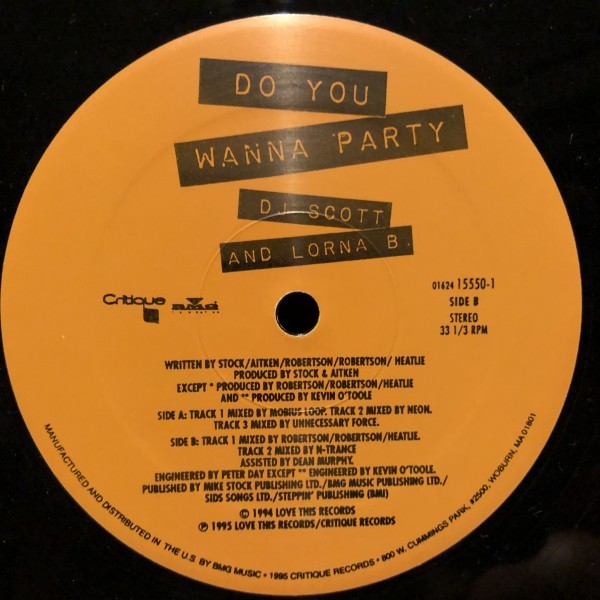 DO YOU
WANNA PARTY
DJ SCOTT
AND LORNA B.
Critique
BMG
01624 15550-1
SIDE B
STEREO
33 1/3 RPM
WRITTEN BY STOCK/AITKEN/ROBERTSON/ROBERTSON/ HEATLIE
PRODUCED BY STOCK & AITKEN
EXCEPT * PRODUCED BY ROBERTSON/ROBERTSON/HEATLIE
AND ** PRODUCED BY KEVIN O'TOOLE
SIDE A: TRACK 1 MIXED BY MOBIUS LOOP. TRACK 2 MIXED BY NEON.
TRACK 3 MIXED BY UNNECESSARY FORCE.
SIDE B: TRACK 1 MIXED BY ROBERTSON/ROBERTSON/HEATLIE.
TRACK 2 MIXED BY N-TRANCE
ASSISTED BY DEAN MURPHY.
ENGINEERED BY PETER DAY EXCEPT ** ENGINEERED BY KEVIN O'TOOLE.
PUBLISHED BY MIKE STOCK PUBLISHING LTD./BMG MUSIC PUBLISHING LTD./
SIDS SONGS LTD./STEPPIN' PUBLISHING (BMI)
© 1994 LOVE THIS RECORDS
℗ 1995 LOVE THIS RECORDS/CRITIQUE RECORDS
MANUFACTURED AND DISTRIBUTED IN THE U.S. BY BMG MUSIC • 1995 CRITIQUE RECORDS • 800 W. CUMMINGS PARK, #2500, WOBURN, MA 01801